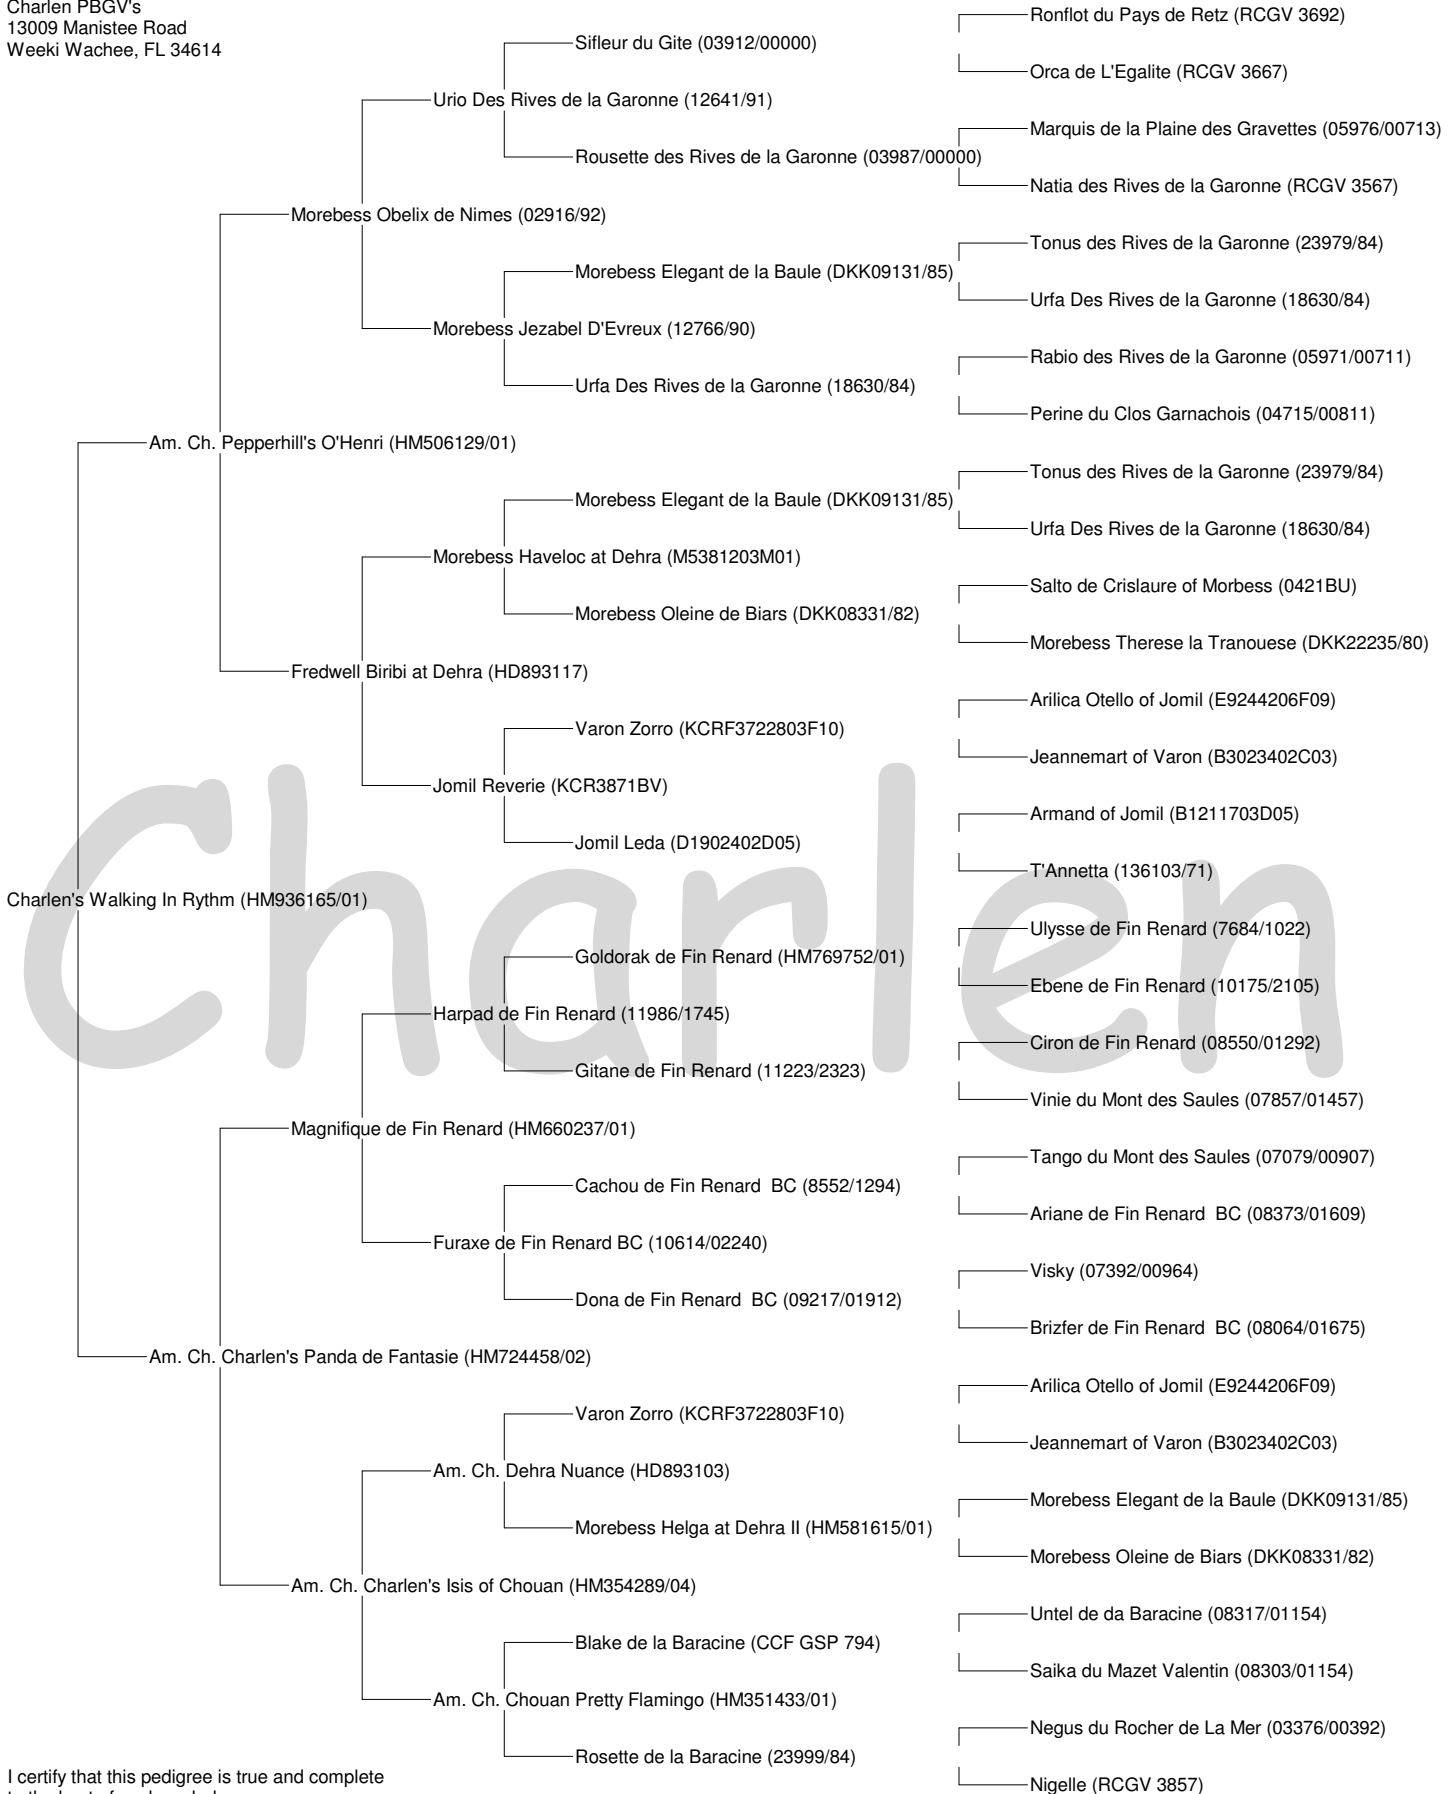 Charlen PBGV's
13009 Manistee Road
Weeki Wachee, FL 34614
Ronflot du Pays de Retz (RCGV 3692)
Sifleur du Gite (03912/00000)
Orca de L'Egalite (RCGV 3667)
Urio Des Rives de la Garonne (12641/91)
Marquis de la Plaine des Gravettes (05976/00713)
Rousette des Rives de la Garonne (03987/00000)
Natia des Rives de la Garonne (RCGV 3567)
Morebess Obelix de Nimes (02916/92)
Tonus des Rives de la Garonne (23979/84)
Morebess Elegant de la Baule (DKK09131/85)
Urfa Des Rives de la Garonne (18630/84)
Morebess Jezabel D'Evreux (12766/90)
Rabio des Rives de la Garonne (05971/00711)
Urfa Des Rives de la Garonne (18630/84)
Perine du Clos Garnachois (04715/00811)
Am. Ch. Pepperhill's O'Henri (HM506129/01)
Tonus des Rives de la Garonne (23979/84)
Morebess Elegant de la Baule (DKK09131/85)
Urfa Des Rives de la Garonne (18630/84)
Morebess Haveloc at Dehra (M5381203M01)
Salto de Crislaure of Morbess (0421BU)
Morebess Oleine de Biars (DKK08331/82)
Morebess Therese la Tranouese (DKK22235/80)
Fredwell Biribi at Dehra (HD893117)
Arilica Otello of Jomil (E9244206F09)
Varon Zorro (KCRF3722803F10)
Jeannemart of Varon (B3023402C03)
Jomil Reverie (KCR3871BV)
Armand of Jomil (B1211703D05)
Jomil Leda (D1902402D05)
T'Annetta (136103/71)
Charlen's Walking In Rythm (HM936165/01)
Charlen
Ulysse de Fin Renard (7684/1022)
Goldorak de Fin Renard (HM769752/01)
Ebene de Fin Renard (10175/2105)
Harpad de Fin Renard (11986/1745)
Ciron de Fin Renard (08550/01292)
Gitane de Fin Renard (11223/2323)
Vinie du Mont des Saules (07857/01457)
Magnifique de Fin Renard (HM660237/01)
Tango du Mont des Saules (07079/00907)
Cachou de Fin Renard  BC (8552/1294)
Ariane de Fin Renard  BC (08373/01609)
Furaxe de Fin Renard BC (10614/02240)
Visky (07392/00964)
Dona de Fin Renard  BC (09217/01912)
Brizfer de Fin Renard  BC (08064/01675)
Am. Ch. Charlen's Panda de Fantasie (HM724458/02)
Arilica Otello of Jomil (E9244206F09)
Varon Zorro (KCRF3722803F10)
Jeannemart of Varon (B3023402C03)
Am. Ch. Dehra Nuance (HD893103)
Morebess Elegant de la Baule (DKK09131/85)
Morebess Helga at Dehra II (HM581615/01)
Morebess Oleine de Biars (DKK08331/82)
Am. Ch. Charlen's Isis of Chouan (HM354289/04)
Untel de da Baracine (08317/01154)
Blake de la Baracine (CCF GSP 794)
Saika du Mazet Valentin (08303/01154)
Am. Ch. Chouan Pretty Flamingo (HM351433/01)
Negus du Rocher de La Mer (03376/00392)
Rosette de la Baracine (23999/84)
Nigelle (RCGV 3857)
I certify that this pedigree is true and complete